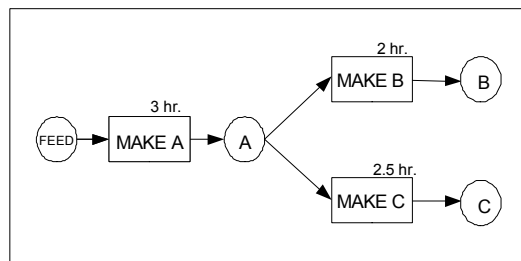 2 hr.
MAKE B
B
3 hr.
FEED
MAKE A
A
2.5 hr.
MAKE C
C